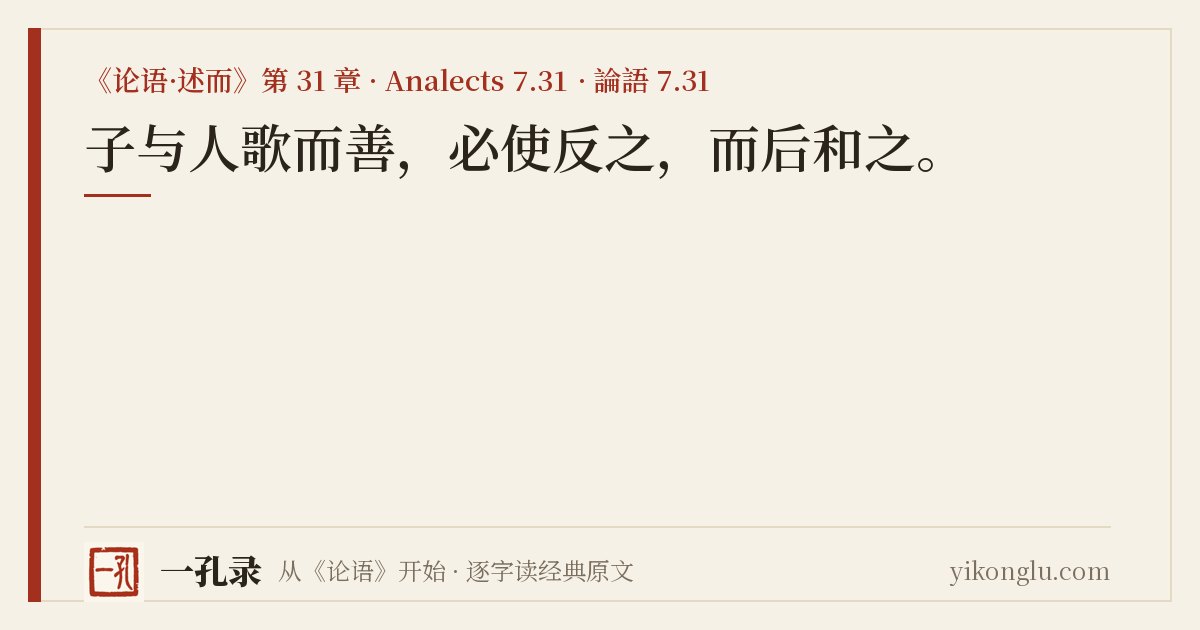 《论语·述而》第 31 章 · Analects 7.31 · 論語 7.31
子与人歌而善，必使反之，而后和之。
一孔
一孔录 从《论语》开始 · 逐字读经典原文 yikonglu.com